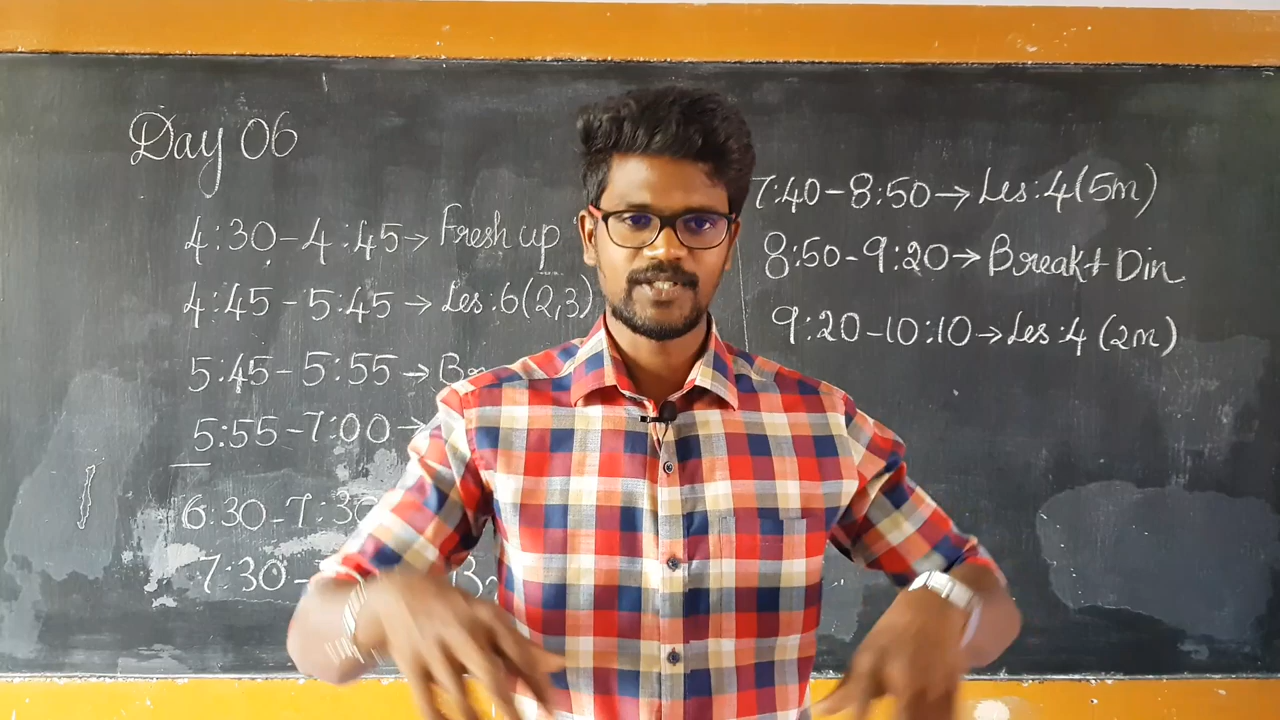 Day 06
4:30-4:45→ Fresh up
4:45-5:45→ Les:6(2,3)
5:45-5:55→
5:55-7:00→
6:30-7:30
7:30-
7:40-8:50→ Les:4(5m)
8:50-9:20→ Break+ Din
9:20-10:10→ Les:4 (2m)